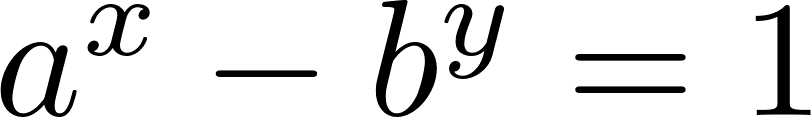 a^x − b^y = 1